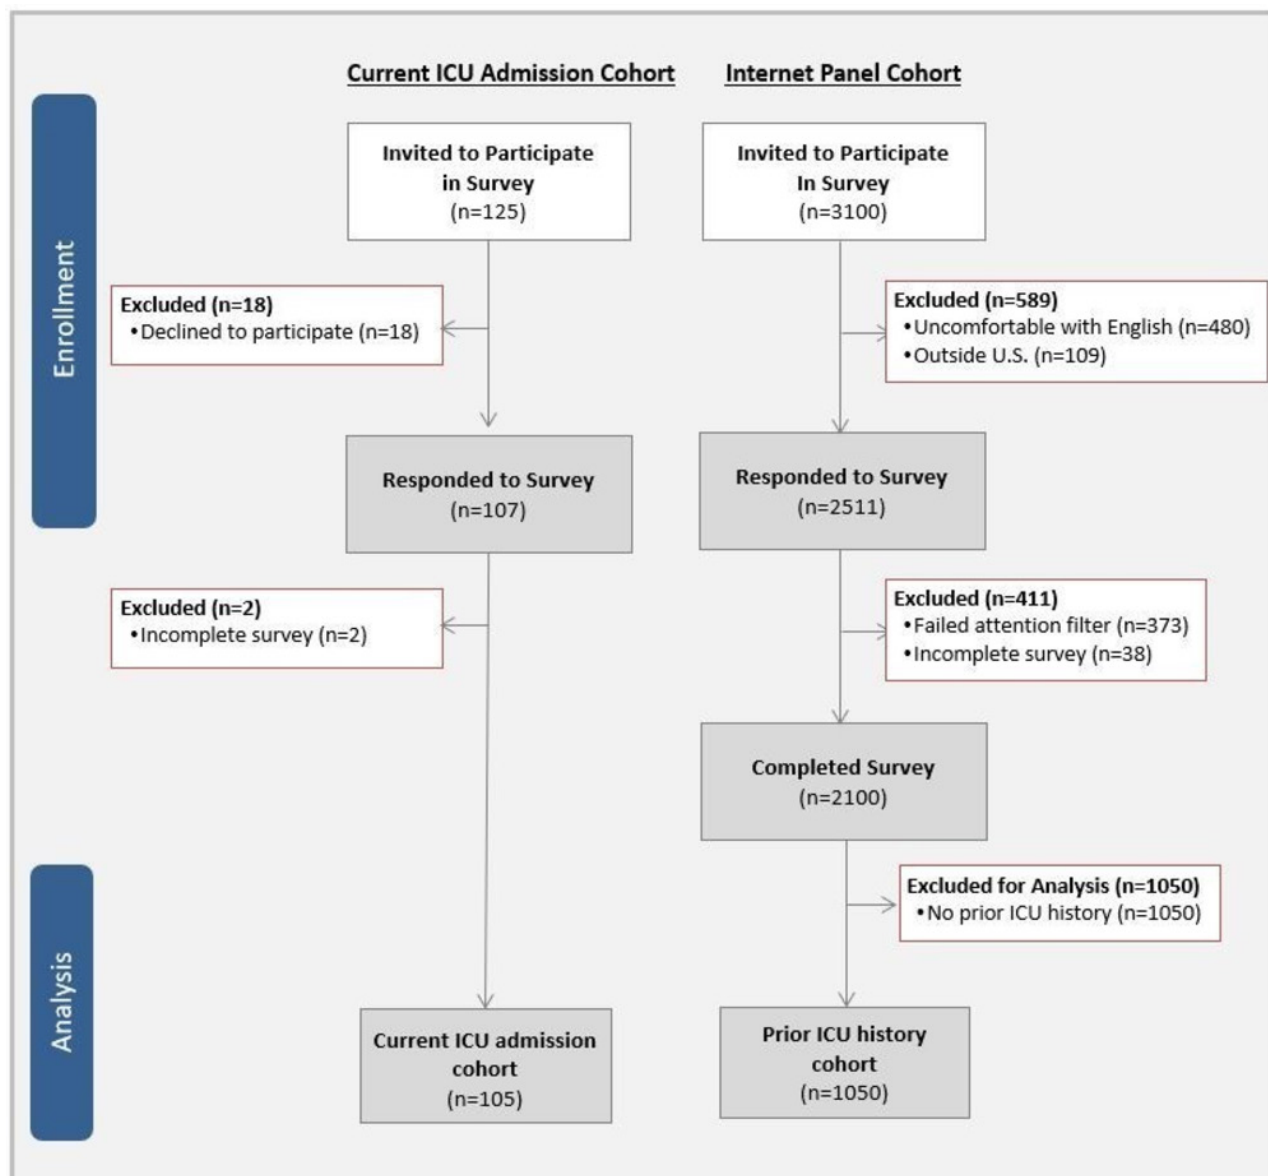 Current ICU Admission Cohort
Internet Panel Cohort
Enrollment
Invited to Participate
in Survey
(n=125)
Invited to Participate
In Survey
(n=3100)
Excluded (n=18)
•Declined to participate (n=18)
Excluded (n=589)
•Uncomfortable with English (n=480)
•Outside U.S. (n=109)
Responded to Survey
(n=107)
Responded to Survey
(n=2511)
Excluded (n=2)
•Incomplete survey (n=2)
Excluded (n=411)
•Failed attention filter (n=373)
•Incomplete survey (n=38)
Completed Survey
(n=2100)
Analysis
Excluded for Analysis (n=1050)
•No prior ICU history (n=1050)
Current ICU admission
cohort
(n=105)
Prior ICU history
cohort
(n=1050)